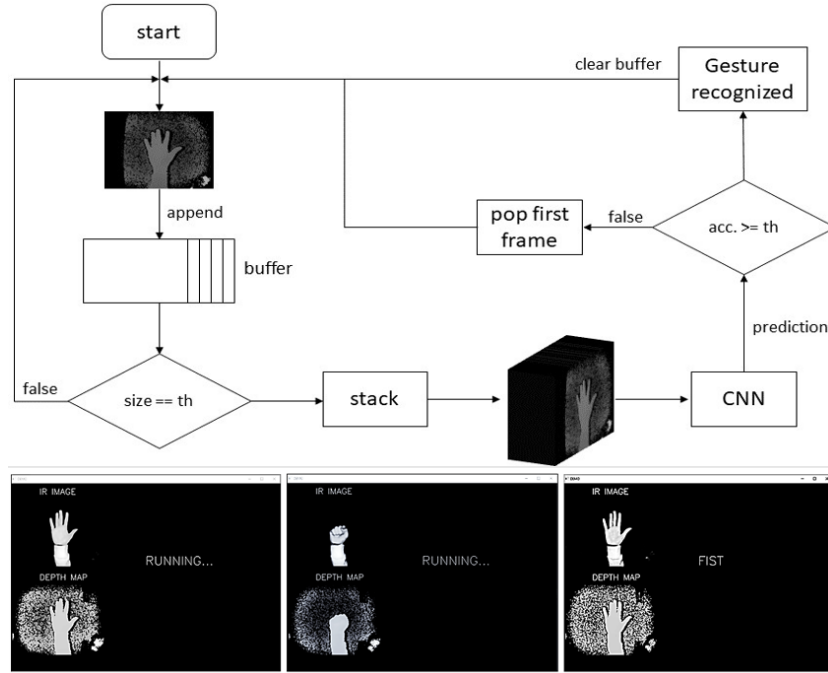 start
clear buffer
Gesture
recognized
append
pop first
frame
false
acc. >= th
buffer
prediction
false
size == th
stack
CNN
IR IMAGE
RUNNING...
DEPTH MAP
IR IMAGE
RUNNING...
DEPTH MAP
IR IMAGE
FIST
DEPTH MAP